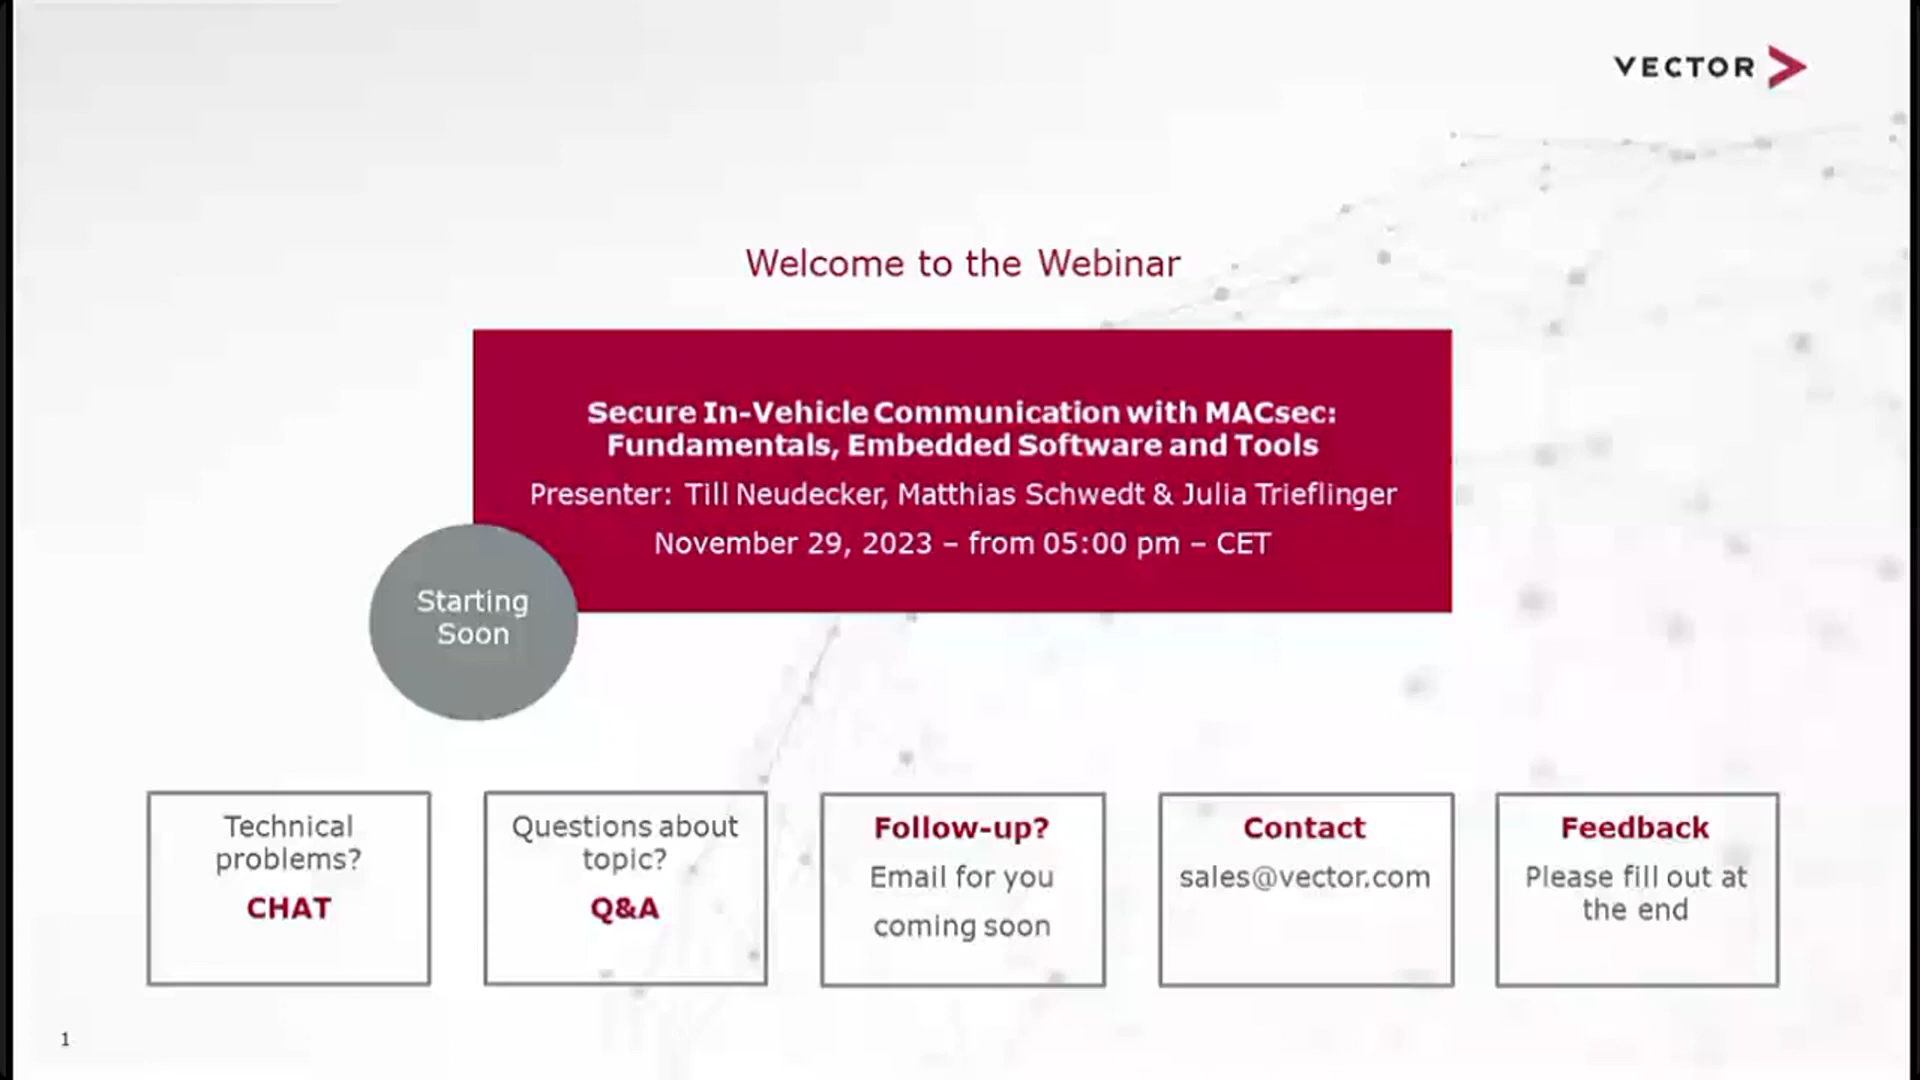 VECTOR
Welcome to the Webinar
Secure In-Vehicle Communication with MACsec:
Fundamentals, Embedded Software and Tools
Presenter: Till Neudecker, Matthias Schwedt & Julia Trieflinger
November 29, 2023 – from 05:00 pm – CET
Starting
Soon
Technical
problems?
CHAT
Questions about
topic?
Q&A
Follow-up?
Email for you
coming soon
Contact
sales@vector.com
Feedback
Please fill out at
the end
1